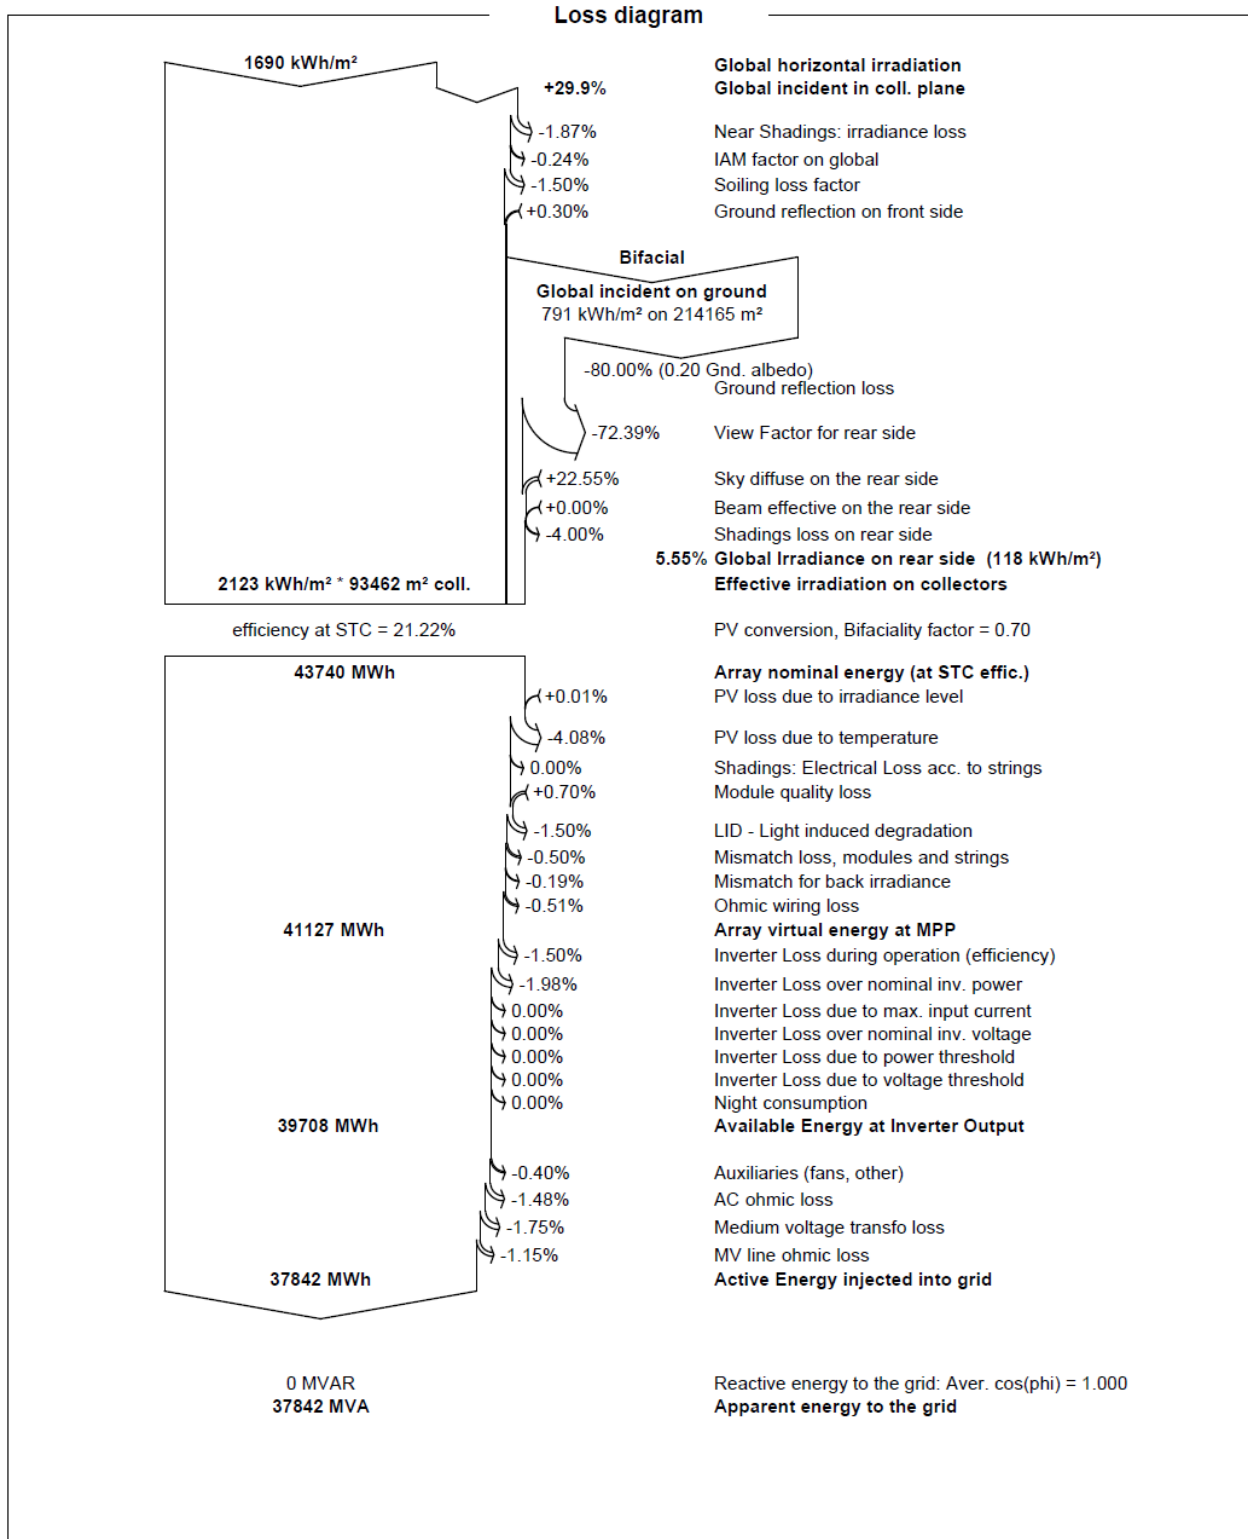 Loss diagram
1690 kWh/m²
Global horizontal irradiation
+29.9% Global incident in coll. plane
-1.87% Near Shadings: irradiance loss
-0.24% IAM factor on global
-1.50% Soiling loss factor
+0.30% Ground reflection on front side
Bifacial
Global incident on ground
791 kWh/m² on 214165 m²
-80.00% (0.20 Gnd. albedo)
Ground reflection loss
-72.39% View Factor for rear side
+22.55% Sky diffuse on the rear side
+0.00% Beam effective on the rear side
-4.00% Shadings loss on rear side
5.55% Global Irradiance on rear side (118 kWh/m²)
2123 kWh/m² * 93462 m² coll. Effective irradiation on collectors
efficiency at STC = 21.22% PV conversion, Bifaciality factor = 0.70
43740 MWh Array nominal energy (at STC effic.)
+0.01% PV loss due to irradiance level
-4.08% PV loss due to temperature
0.00% Shadings: Electrical Loss acc. to strings
+0.70% Module quality loss
-1.50% LID - Light induced degradation
-0.50% Mismatch loss, modules and strings
-0.19% Mismatch for back irradiance
-0.51% Ohmic wiring loss
41127 MWh Array virtual energy at MPP
-1.50% Inverter Loss during operation (efficiency)
-1.98% Inverter Loss over nominal inv. power
0.00% Inverter Loss due to max. input current
0.00% Inverter Loss over nominal inv. voltage
0.00% Inverter Loss due to power threshold
0.00% Inverter Loss due to voltage threshold
0.00% Night consumption
39708 MWh Available Energy at Inverter Output
-0.40% Auxiliaries (fans, other)
-1.48% AC ohmic loss
-1.75% Medium voltage transfo loss
-1.15% MV line ohmic loss
37842 MWh Active Energy injected into grid
0 MVAR Reactive energy to the grid: Aver. cos(phi) = 1.000
37842 MVA Apparent energy to the grid